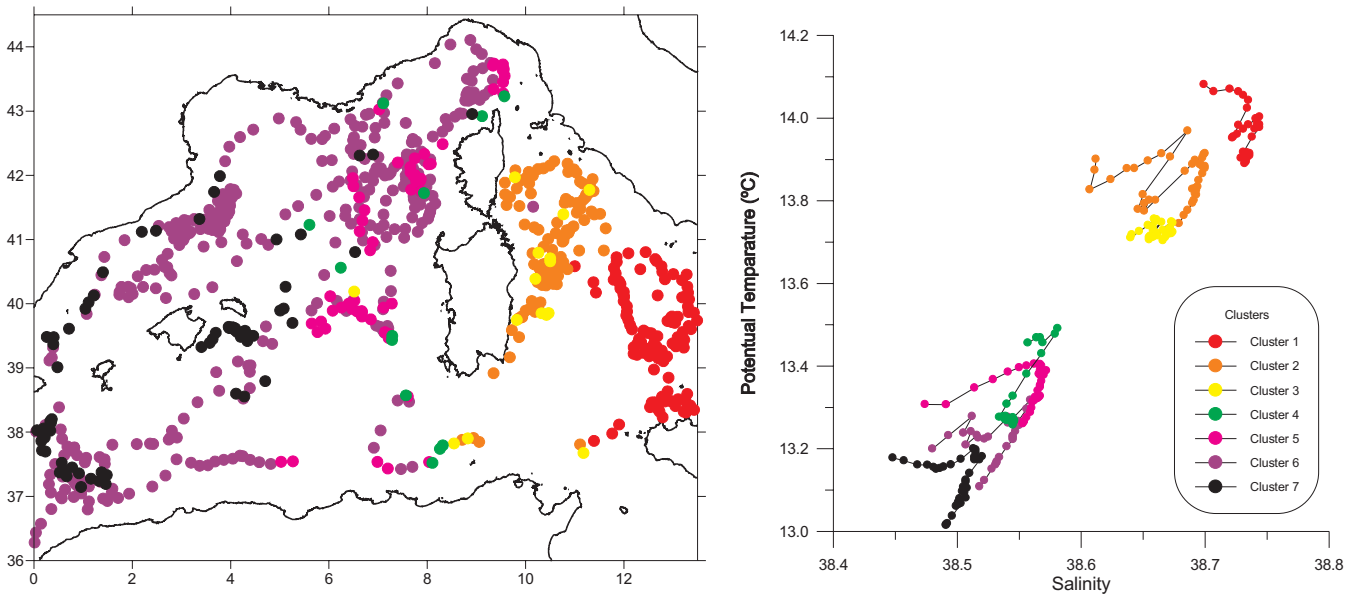 44
43
42
41
40
39
38
37
36
0 2 4 6 8 10 12
14.2
14.0
13.8
13.6
13.4
13.2
13.0
Potentual Temparature (ºC)
38.4 38.5 38.6 38.7 38.8
Salinity
Clusters
Cluster 1
Cluster 2
Cluster 3
Cluster 4
Cluster 5
Cluster 6
Cluster 7